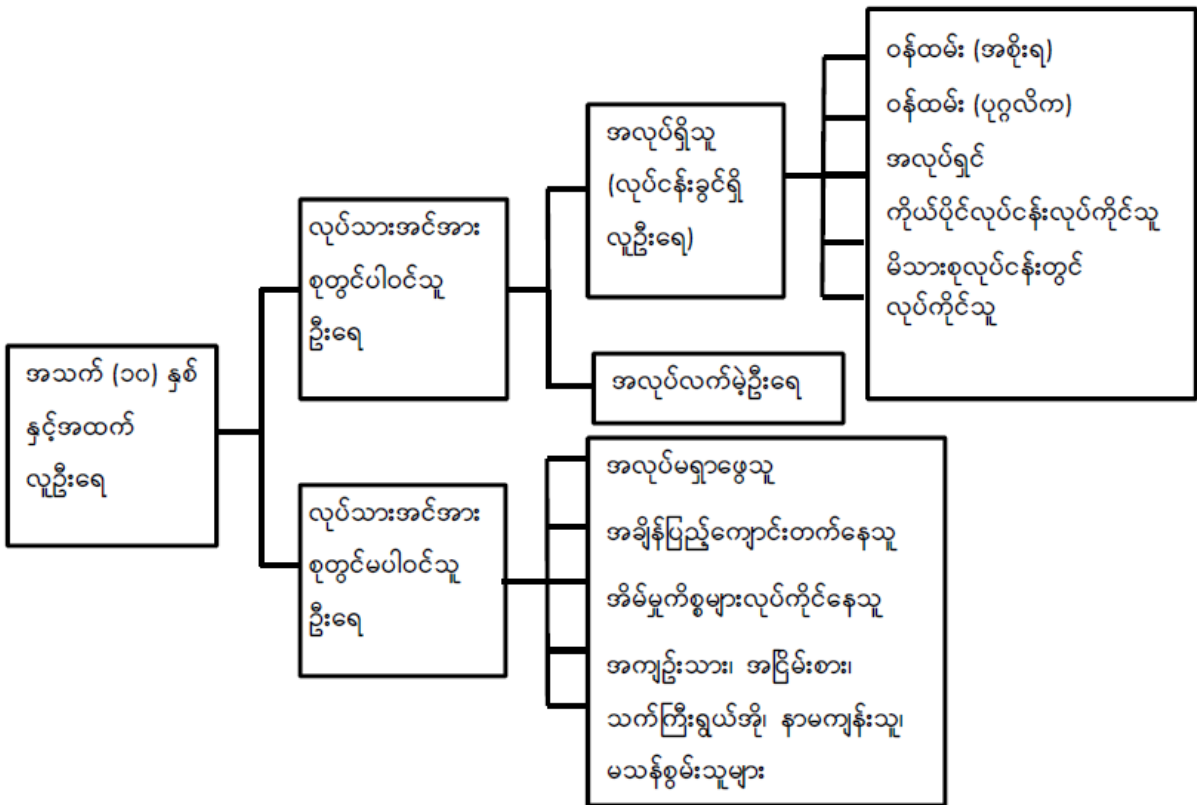 အသက် (၁၀) နှစ်
နှင့်အထက်
လူဦးရေ
လုပ်သားအင်အား
စုတွင်ပါဝင်သူ
ဦးရေ
လုပ်သားအင်အား
စုတွင်မပါဝင်သူ
ဦးရေ
အလုပ်ရှိသူ
(လုပ်ငန်းခွင်ရှိ
လူဦးရေ)
အလုပ်လက်မဲ့ဦးရေ
ဝန်ထမ်း (အစိုးရ)
ဝန်ထမ်း (ပုဂ္ဂလိက)
အလုပ်ရှင်
ကိုယ်ပိုင်လုပ်ငန်းလုပ်ကိုင်သူ
မိသားစုလုပ်ငန်းတွင်
လုပ်ကိုင်သူ
အလုပ်မရှာဖွေသူ
အချိန်ပြည့်ကျောင်းတက်နေသူ
အိမ်မှုကိစ္စများလုပ်ကိုင်နေသူ
အကျဉ်းသား၊ အငြိမ်းစား၊
သက်ကြီးရွယ်အို၊ နာမကျန်းသူ၊
မသန်စွမ်းသူများ